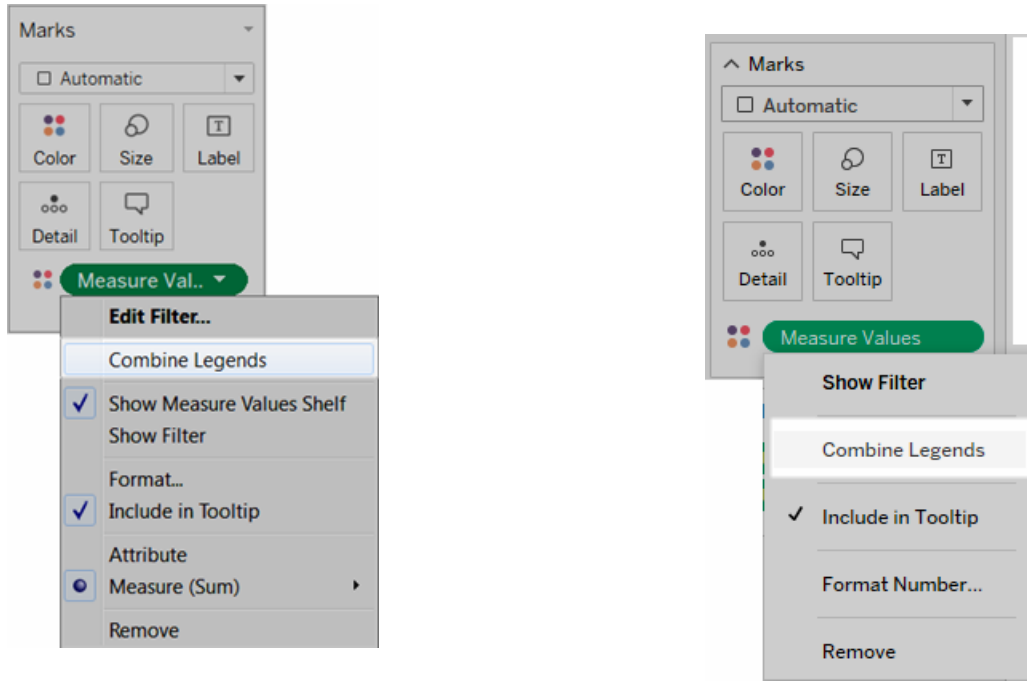 Marks
Automatic
Color Size Label
Detail Tooltip
Measure Val..
Edit Filter...
Combine Legends
Show Measure Values Shelf
Show Filter
Format...
Include in Tooltip
Attribute
Measure (Sum)
Remove
Marks
Automatic
Color Size Label
Detail Tooltip
Measure Values
Show Filter
Combine Legends
Include in Tooltip
Format Number...
Remove